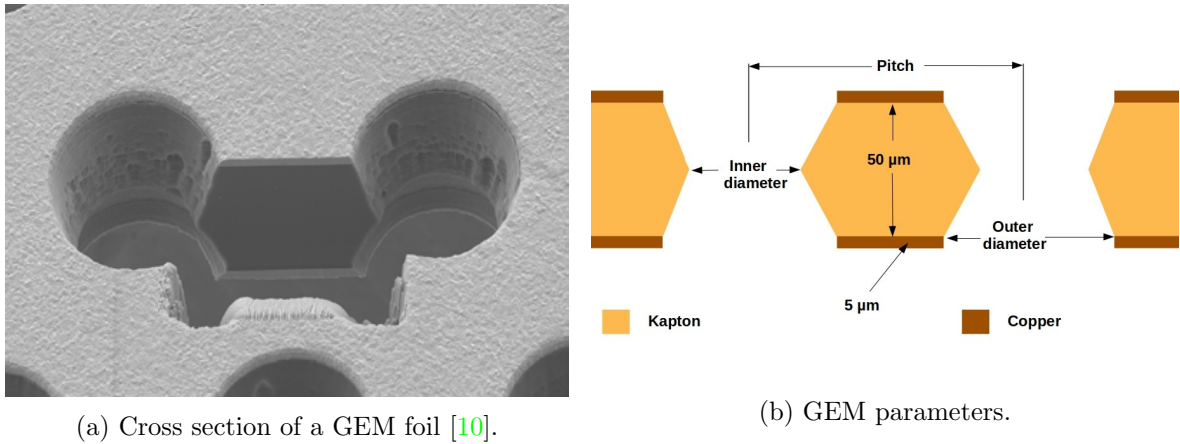 Pitch
50 µm
Inner
diameter
Outer
diameter
5 µm
Kapton
Copper
(a) Cross section of a GEM foil [10].
(b) GEM parameters.